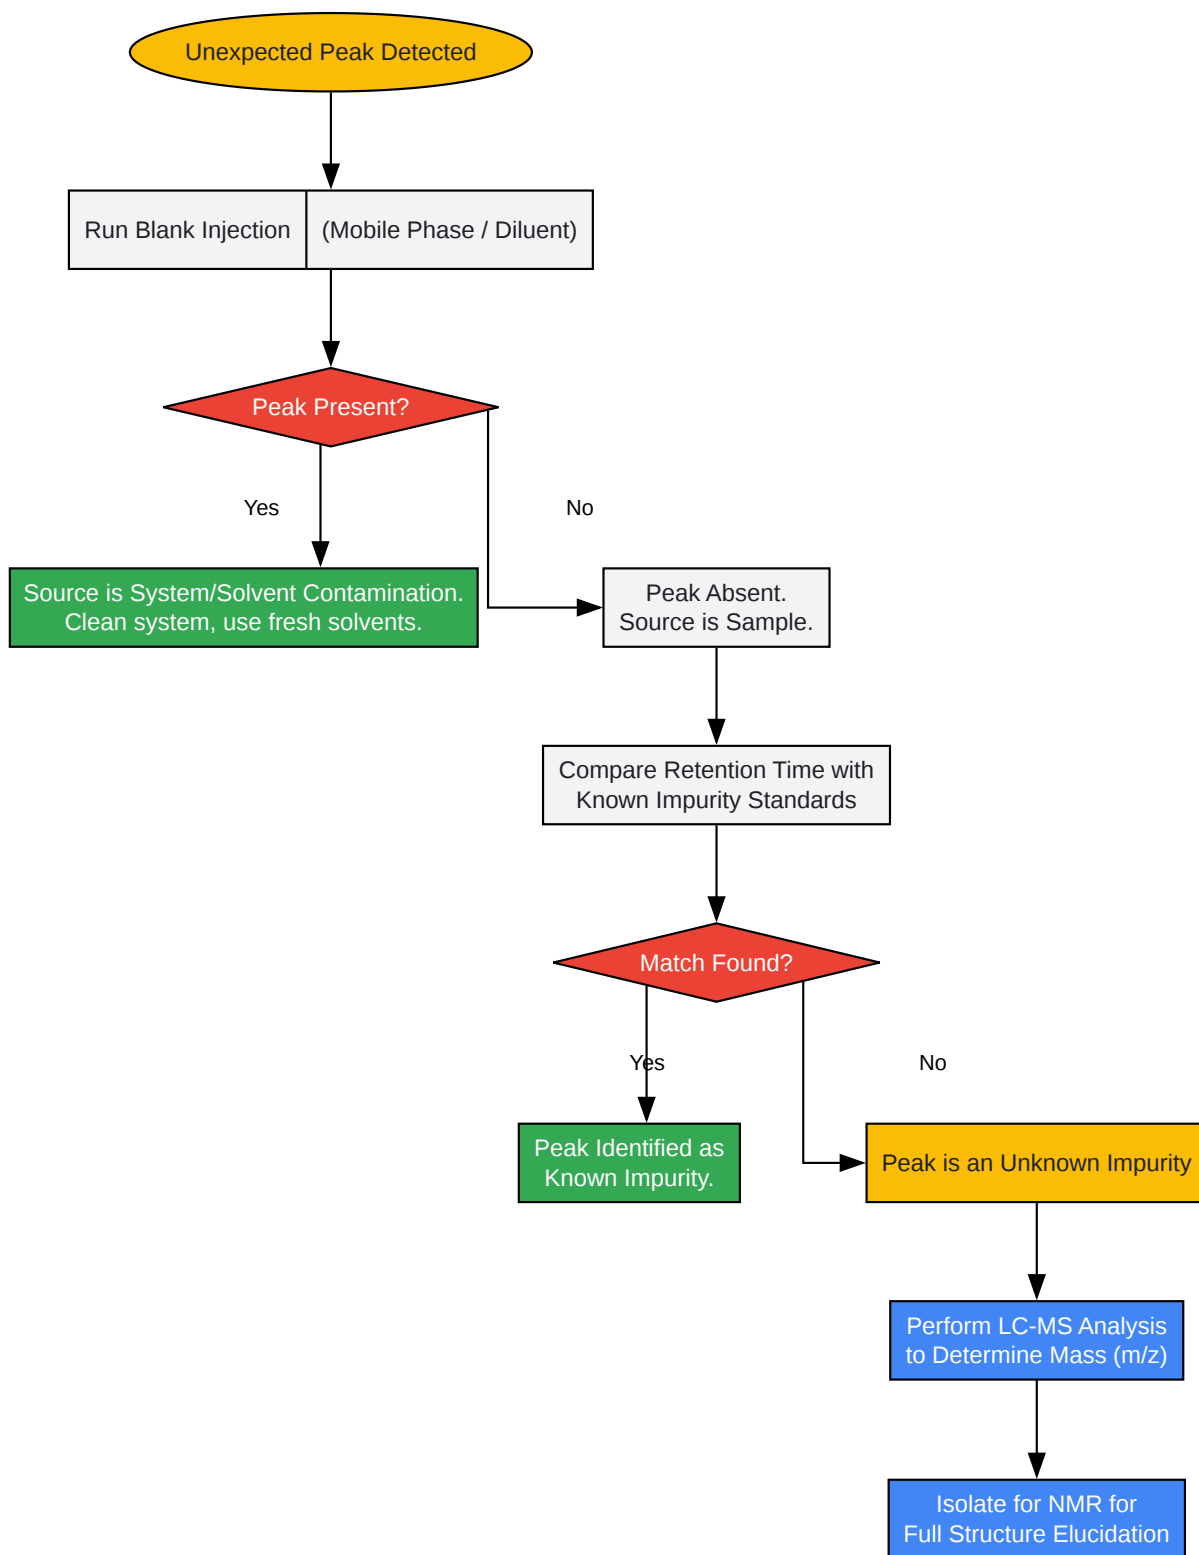 Unexpected Peak Detected
Run Blank Injection
(Mobile Phase / Diluent)
Peak Present?
Yes
No
Source is System/Solvent Contamination.
Clean system, use fresh solvents.
Peak Absent.
Source is Sample.
Compare Retention Time with
Known Impurity Standards
Match Found?
Yes
No
Peak Identified as
Known Impurity.
Peak is an Unknown Impurity
Perform LC-MS Analysis
to Determine Mass (m/z)
Isolate for NMR for
Full Structure Elucidation